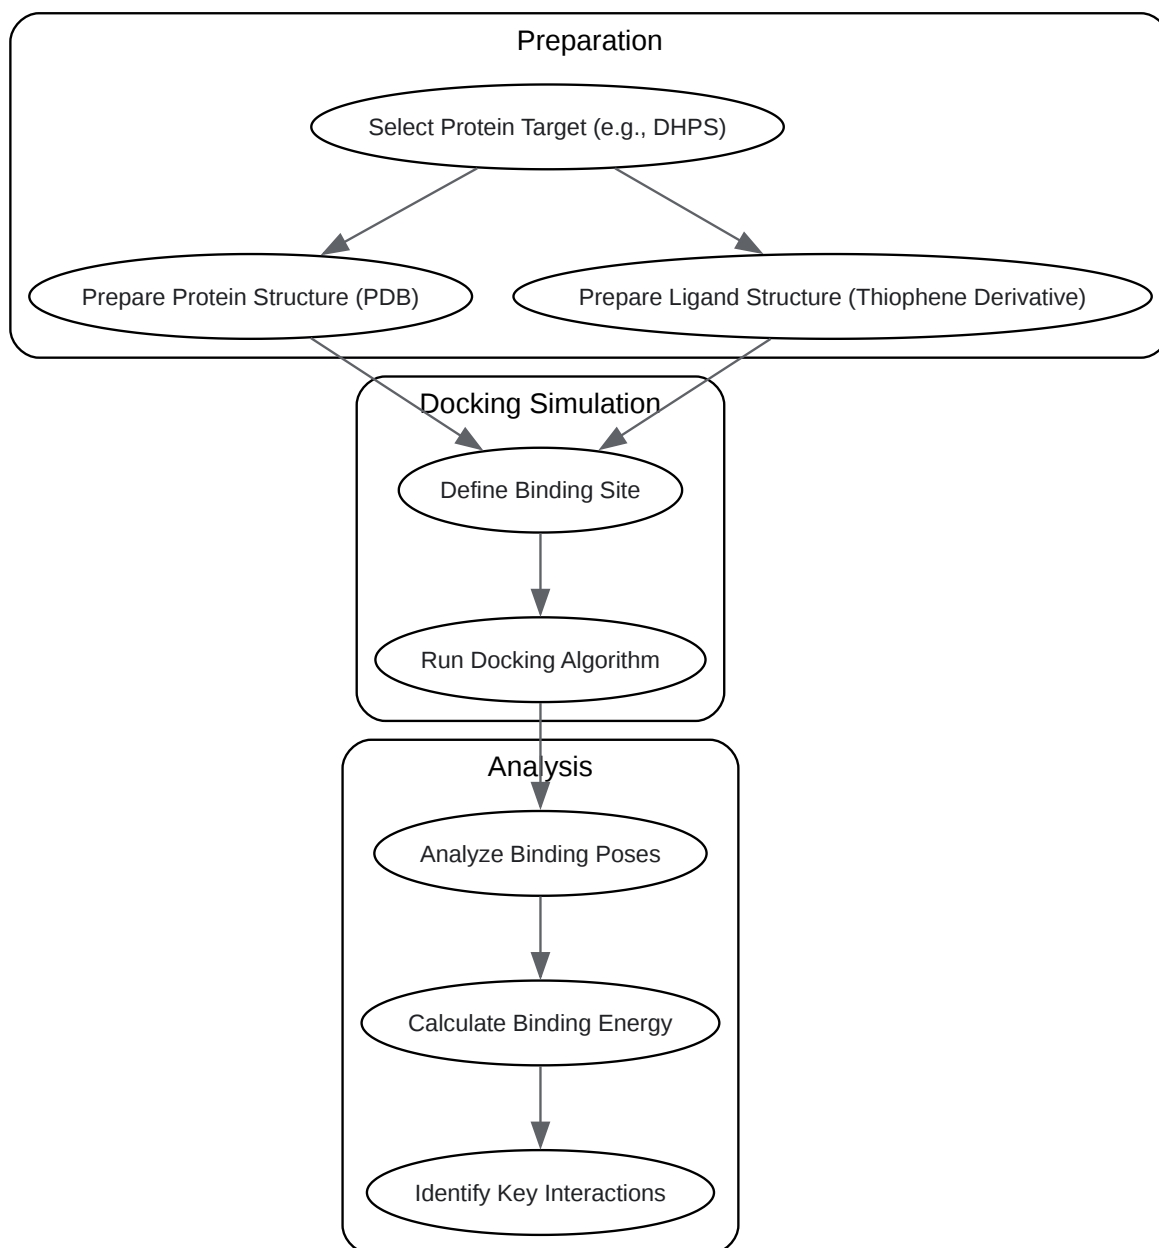 Preparation
Select Protein Target (e.g., DHPS)
Prepare Protein Structure (PDB)
Prepare Ligand Structure (Thiophene Derivative)
Docking Simulation
Define Binding Site
Run Docking Algorithm
Analysis
Analyze Binding Poses
Calculate Binding Energy
Identify Key Interactions